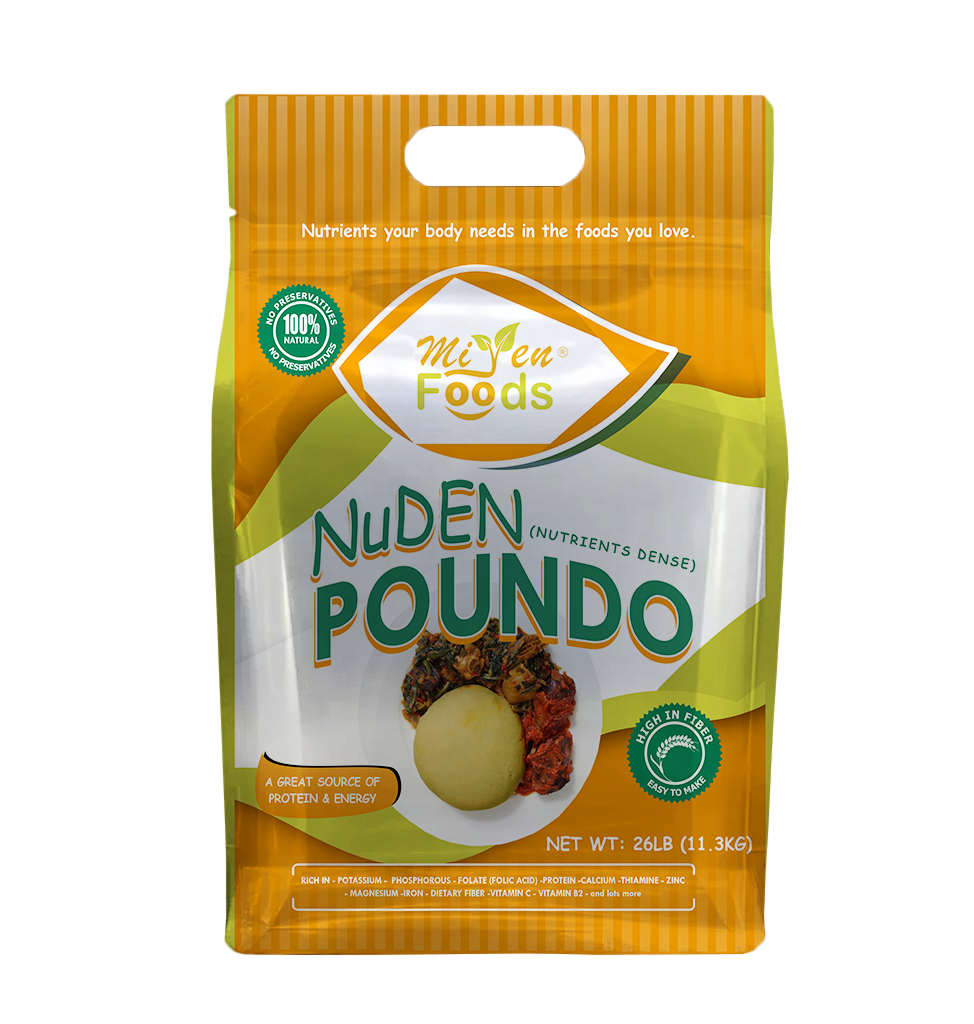 Nutrients your body needs in the foods you love.
NO PRESERVATIVES
100%
NATURAL
NO PRESERVATIVES
MiYen®
Foods
NuDEN
(NUTRIENTS DENSE)
POUNDO
HIGH IN FIBER
EASY TO MAKE
A GREAT SOURCE OF
PROTEIN & ENERGY
NET WT: 26LB (11.3KG)
RICH IN - POTASSIUM - PHOSPHOROUS - FOLATE (FOLIC ACID) -PROTEIN -CALCIUM -THIAMINE - ZINC
- MAGNESIUM -IRON - DIETARY FIBER -VITAMIN C - VITAMIN B2 - and lots more